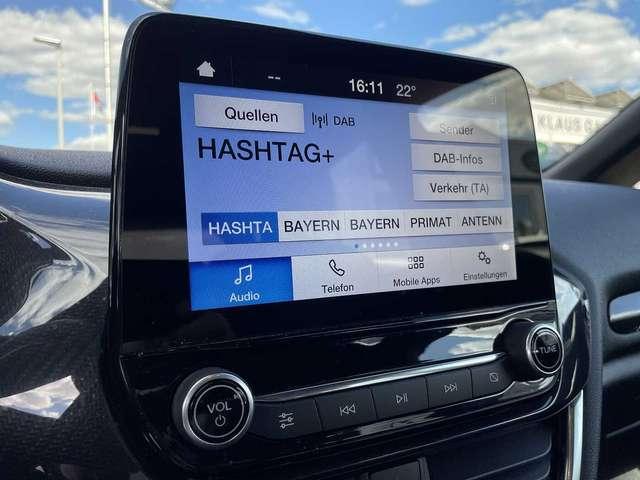 16:11 22°
Quellen DAB
Sender
HASHTAG+
DAB-Infos
Verkehr (TA)
HASHTA BAYERN BAYERN PRIMAT ANTENN
Audio Telefon Mobile Apps Einstellungen
VOL
TUNE
KLAUS